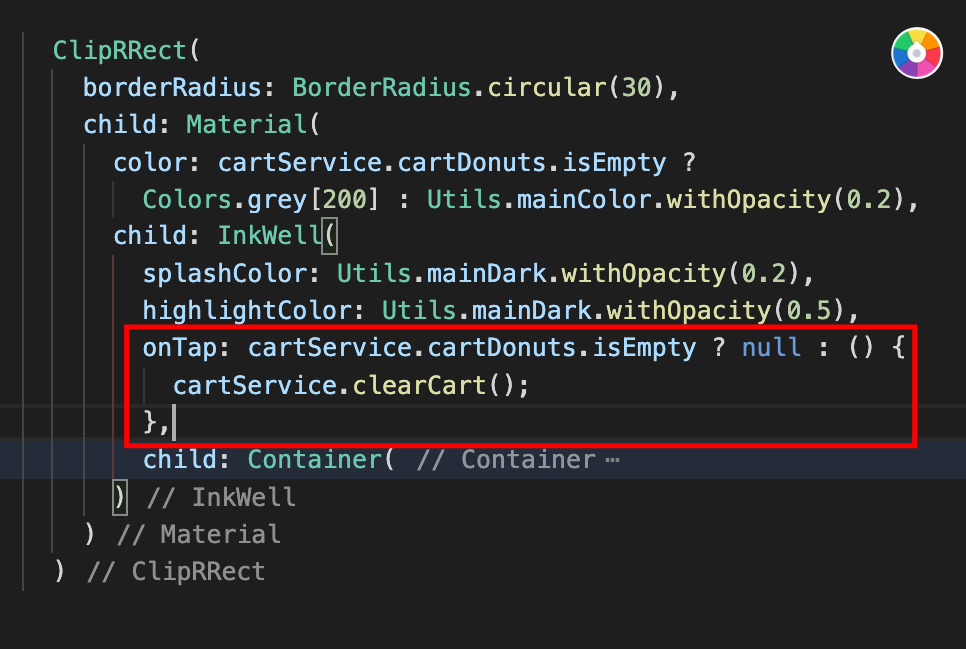 ClipRRect(
borderRadius: BorderRadius.circular(30),
child: Material(
color: cartService.cartDonuts.isEmpty ?
Colors.grey[200] : Utils.mainColor.withOpacity(0.2),
child: InkWell(
splashColor: Utils.mainDark.withOpacity(0.2),
highlightColor: Utils.mainDark.withOpacity(0.5),
onTap: cartService.cartDonuts.isEmpty ? null : () {
cartService.clearCart();
},
child: Container( // Container ⋯
) // InkWell
) // Material
) // ClipRRect